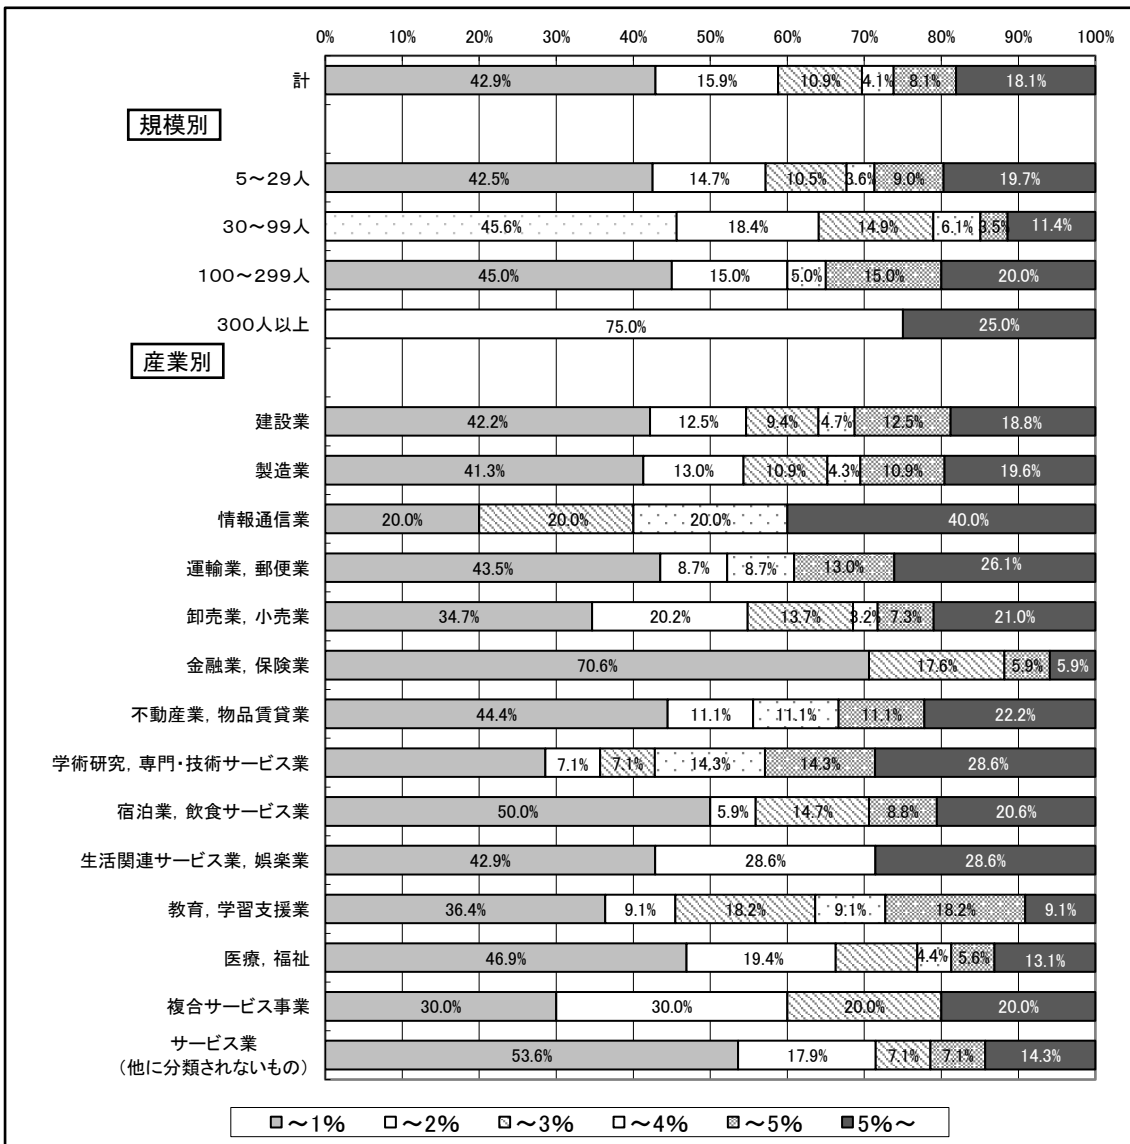 0% 10% 20% 30% 40% 50% 60% 70% 80% 90% 100%
計 42.9% 15.9% 10.9% 4.1% 8.1% 18.1%
規模別
5～29人 42.5% 14.7% 10.5% 3.6% 9.0% 19.7%
30～99人 45.6% 18.4% 14.9% 6.1% 3.5% 11.4%
100～299人 45.0% 15.0% 5.0% 15.0% 20.0%
300人以上 75.0% 25.0%
産業別
建設業 42.2% 12.5% 9.4% 4.7% 12.5% 18.8%
製造業 41.3% 13.0% 10.9% 4.3% 10.9% 19.6%
情報通信業 20.0% 20.0% 20.0% 40.0%
運輸業，郵便業 43.5% 8.7% 8.7% 13.0% 26.1%
卸売業，小売業 34.7% 20.2% 13.7% 3.2% 7.3% 21.0%
金融業，保険業 70.6% 17.6% 5.9% 5.9%
不動産業，物品賃貸業 44.4% 11.1% 11.1% 11.1% 22.2%
学術研究，専門・技術サービス業 7.1% 7.1% 14.3% 14.3% 28.6%
宿泊業，飲食サービス業 50.0% 5.9% 14.7% 8.8% 20.6%
生活関連サービス業，娯楽業 42.9% 28.6% 28.6%
教育，学習支援業 36.4% 9.1% 18.2% 9.1% 18.2% 9.1%
医療，福祉 46.9% 19.4% 4.4% 5.6% 13.1%
複合サービス事業 30.0% 30.0% 20.0% 20.0%
サービス業
（他に分類されないもの） 53.6% 17.9% 7.1% 7.1% 14.3%
～1% ～2% ～3% ～4% ～5% 5%～